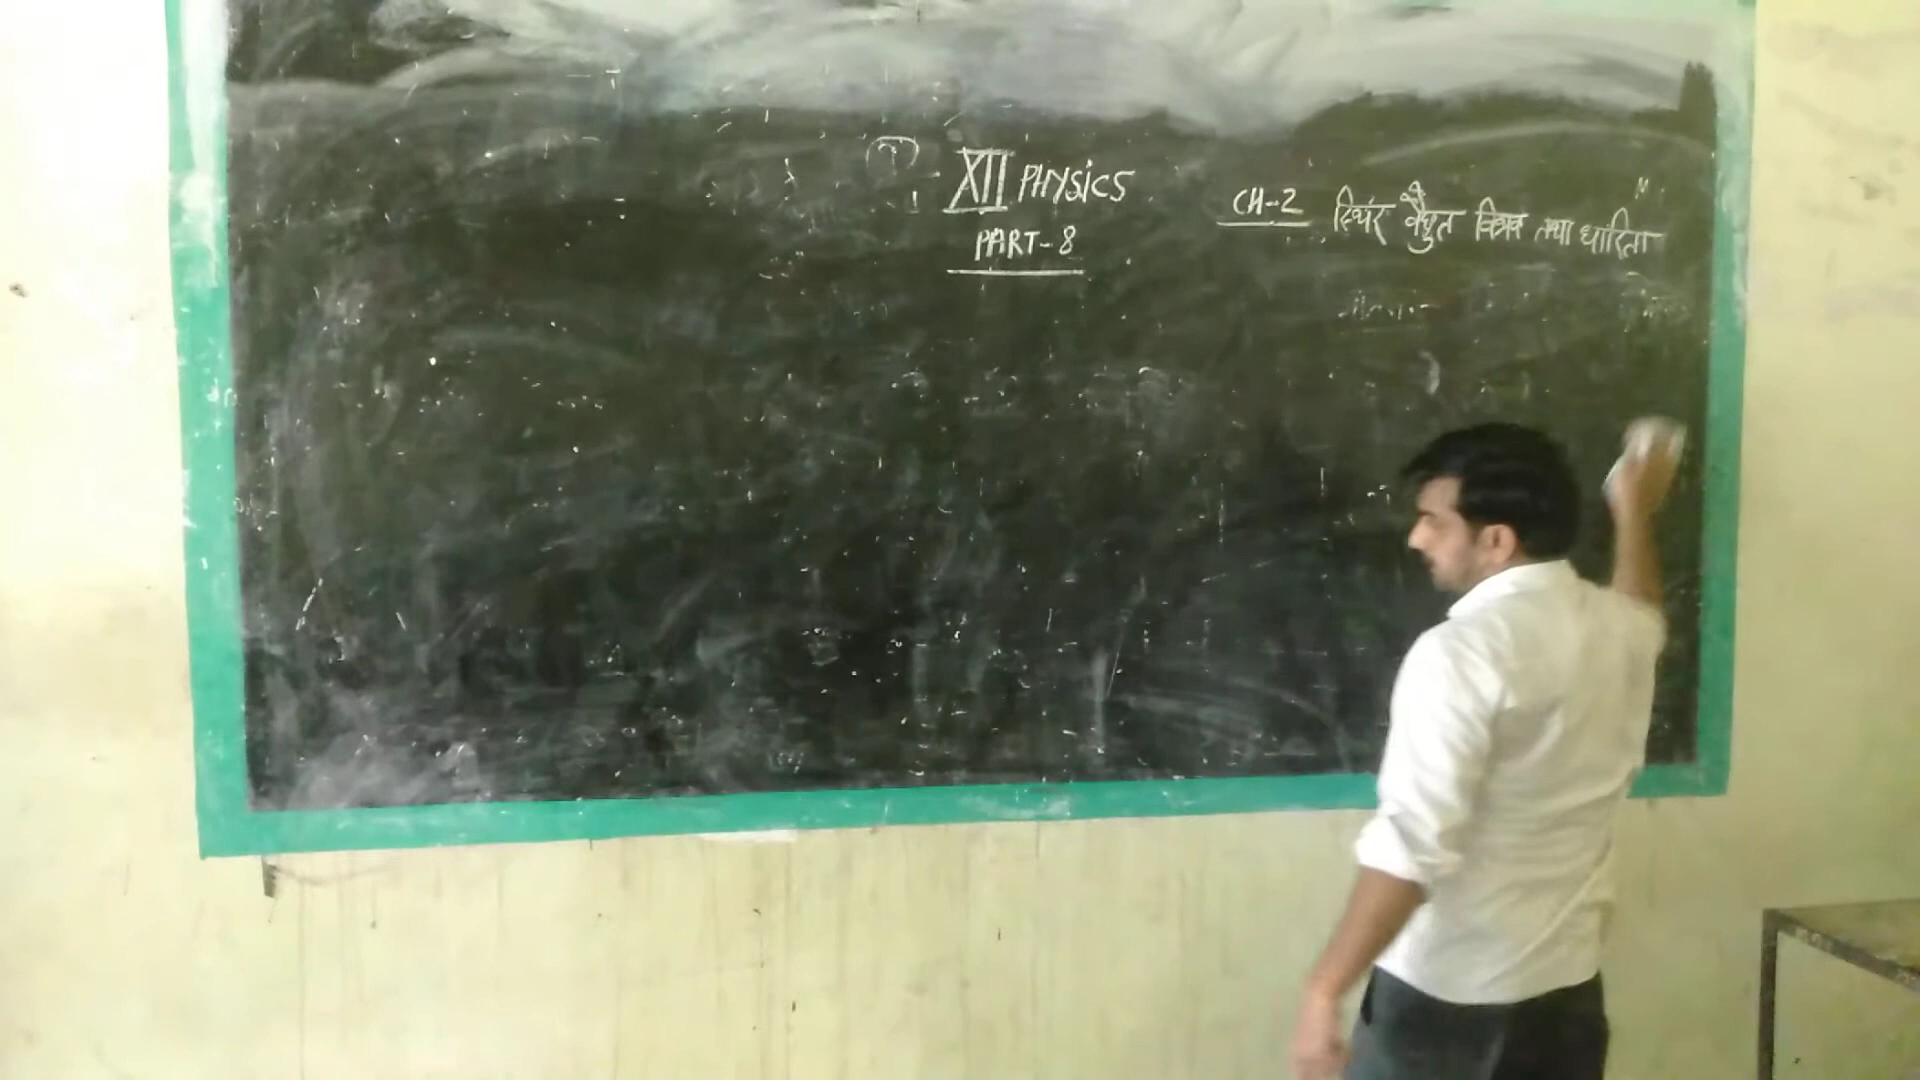 XII PHYSICS
PART-8
CH-2 स्थिर वैद्युत विभव तथा धारिता